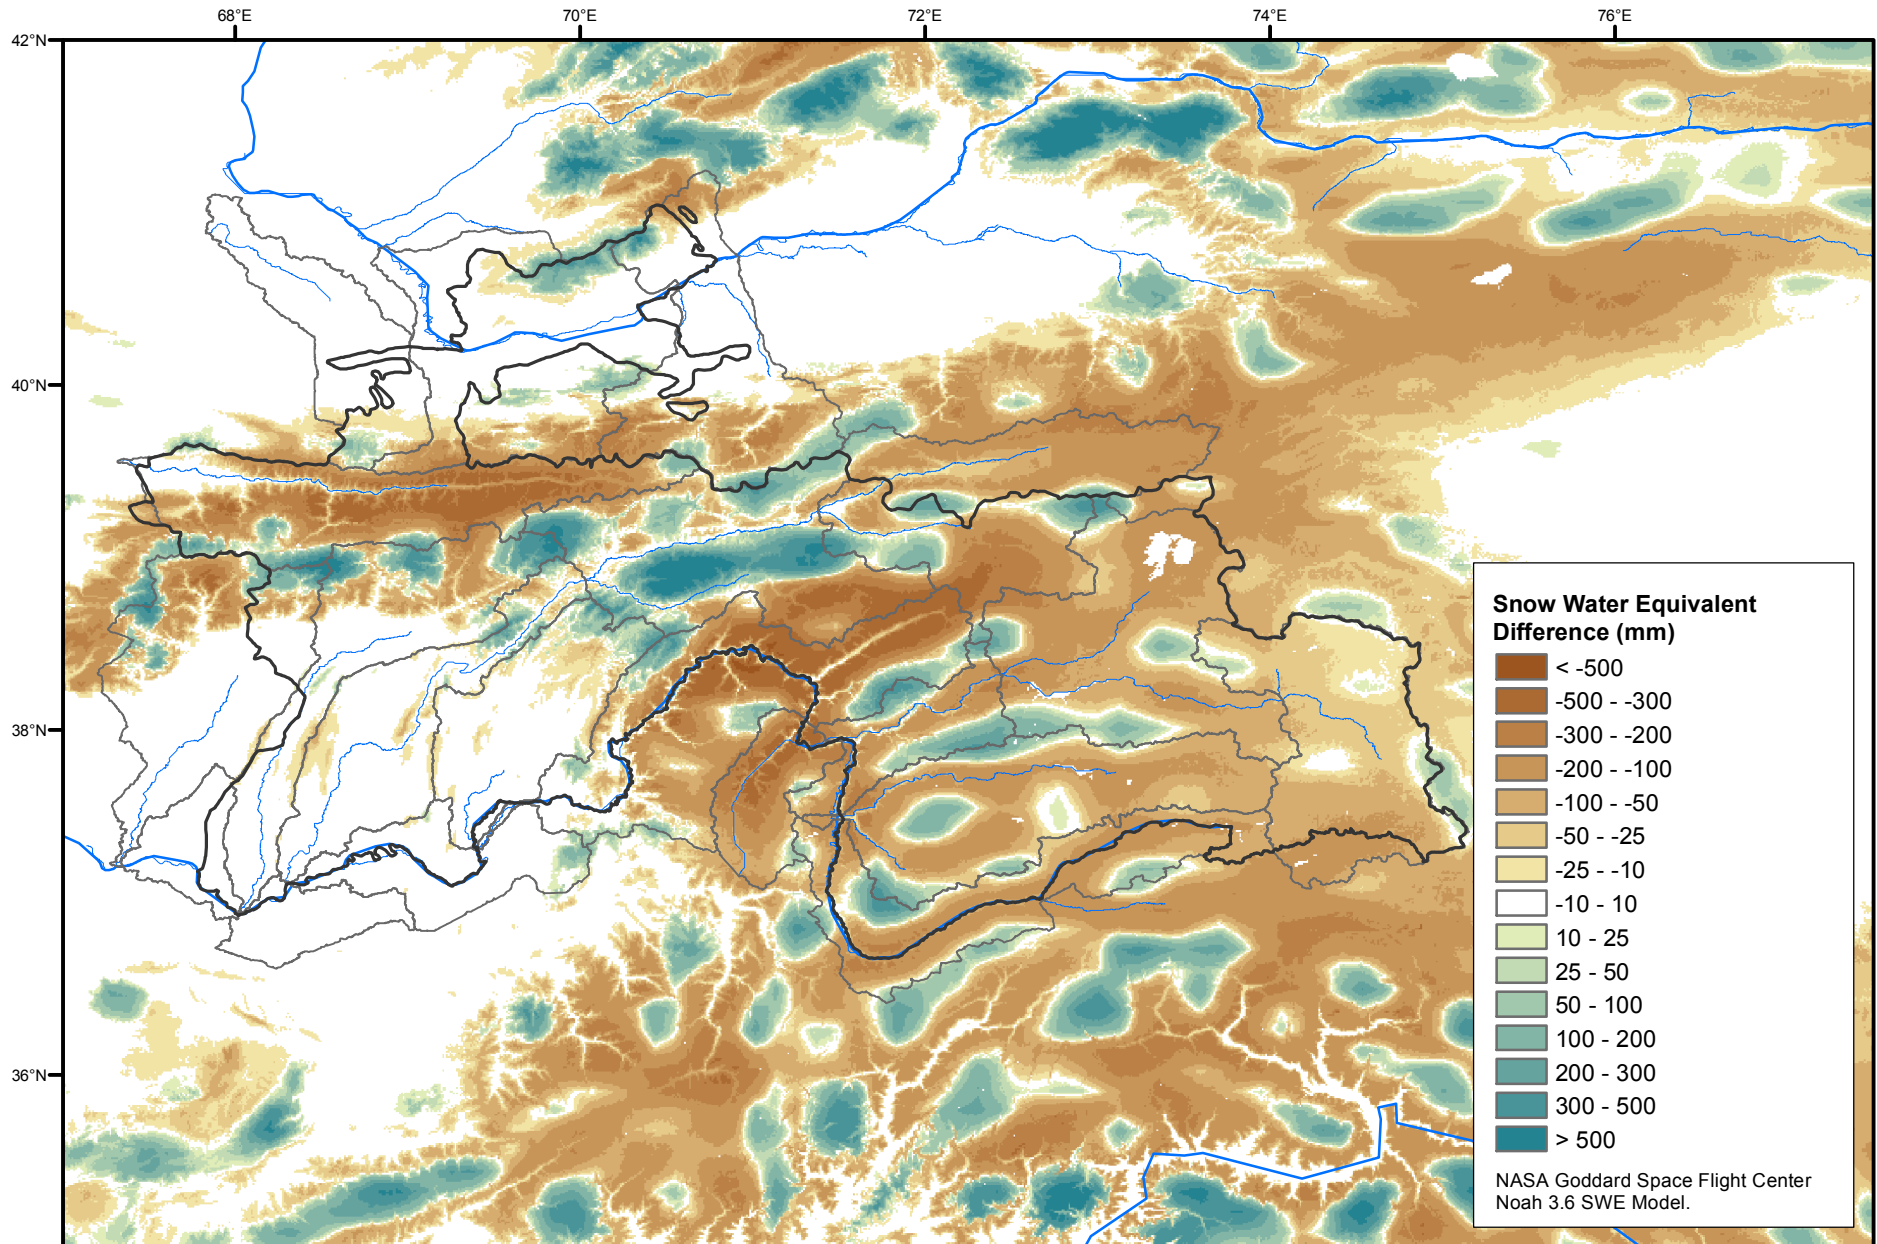 68°E 70°E 72°E 74°E 76°E
42°N
40°N
38°N
36°N
Snow Water Equivalent
Difference (mm)
< -500
-500 - -300
-300 - -200
-200 - -100
-100 - -50
-50 - -25
-25 - -10
-10 - 10
10 - 25
25 - 50
50 - 100
100 - 200
200 - 300
300 - 500
> 500
NASA Goddard Space Flight Center
Noah 3.6 SWE Model.